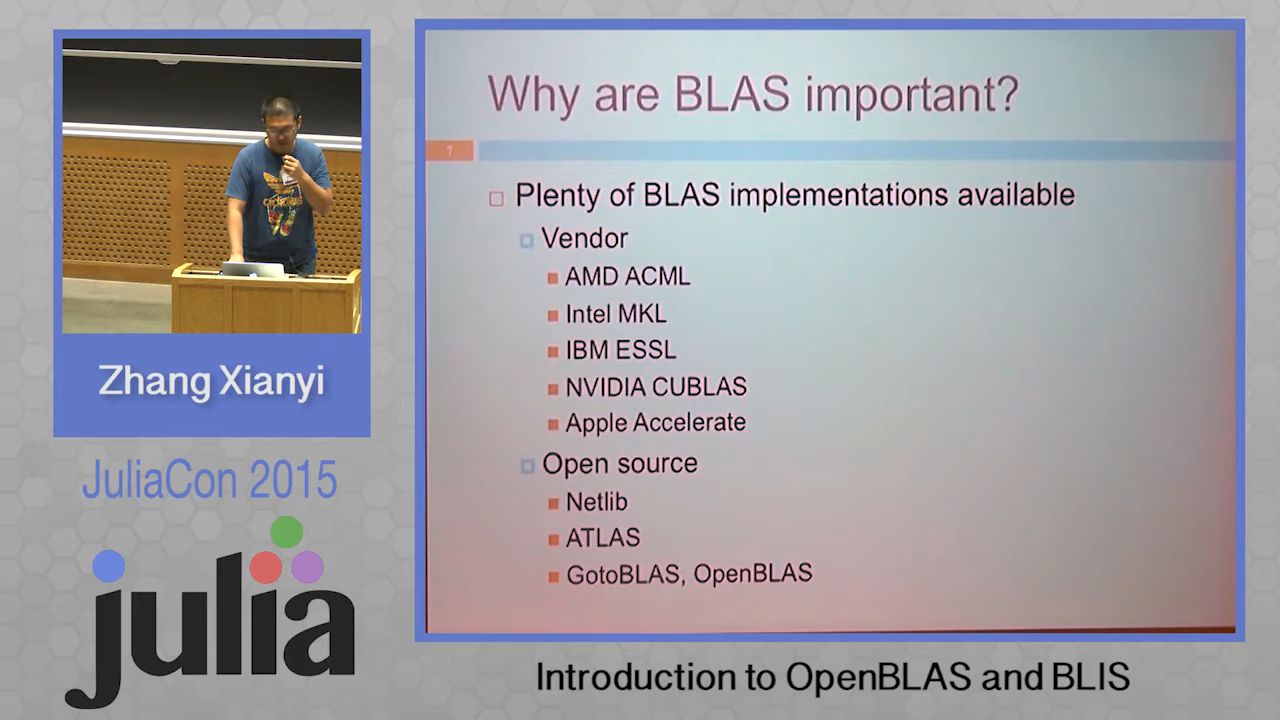 Why are BLAS important?
7
Plenty of BLAS implementations available
Vendor
AMD ACML
Intel MKL
IBM ESSL
NVIDIA CUBLAS
Apple Accelerate
Open source
Netlib
ATLAS
GotoBLAS, OpenBLAS
adidas
Zhang Xianyi
JuliaCon 2015
julia
Introduction to OpenBLAS and BLIS